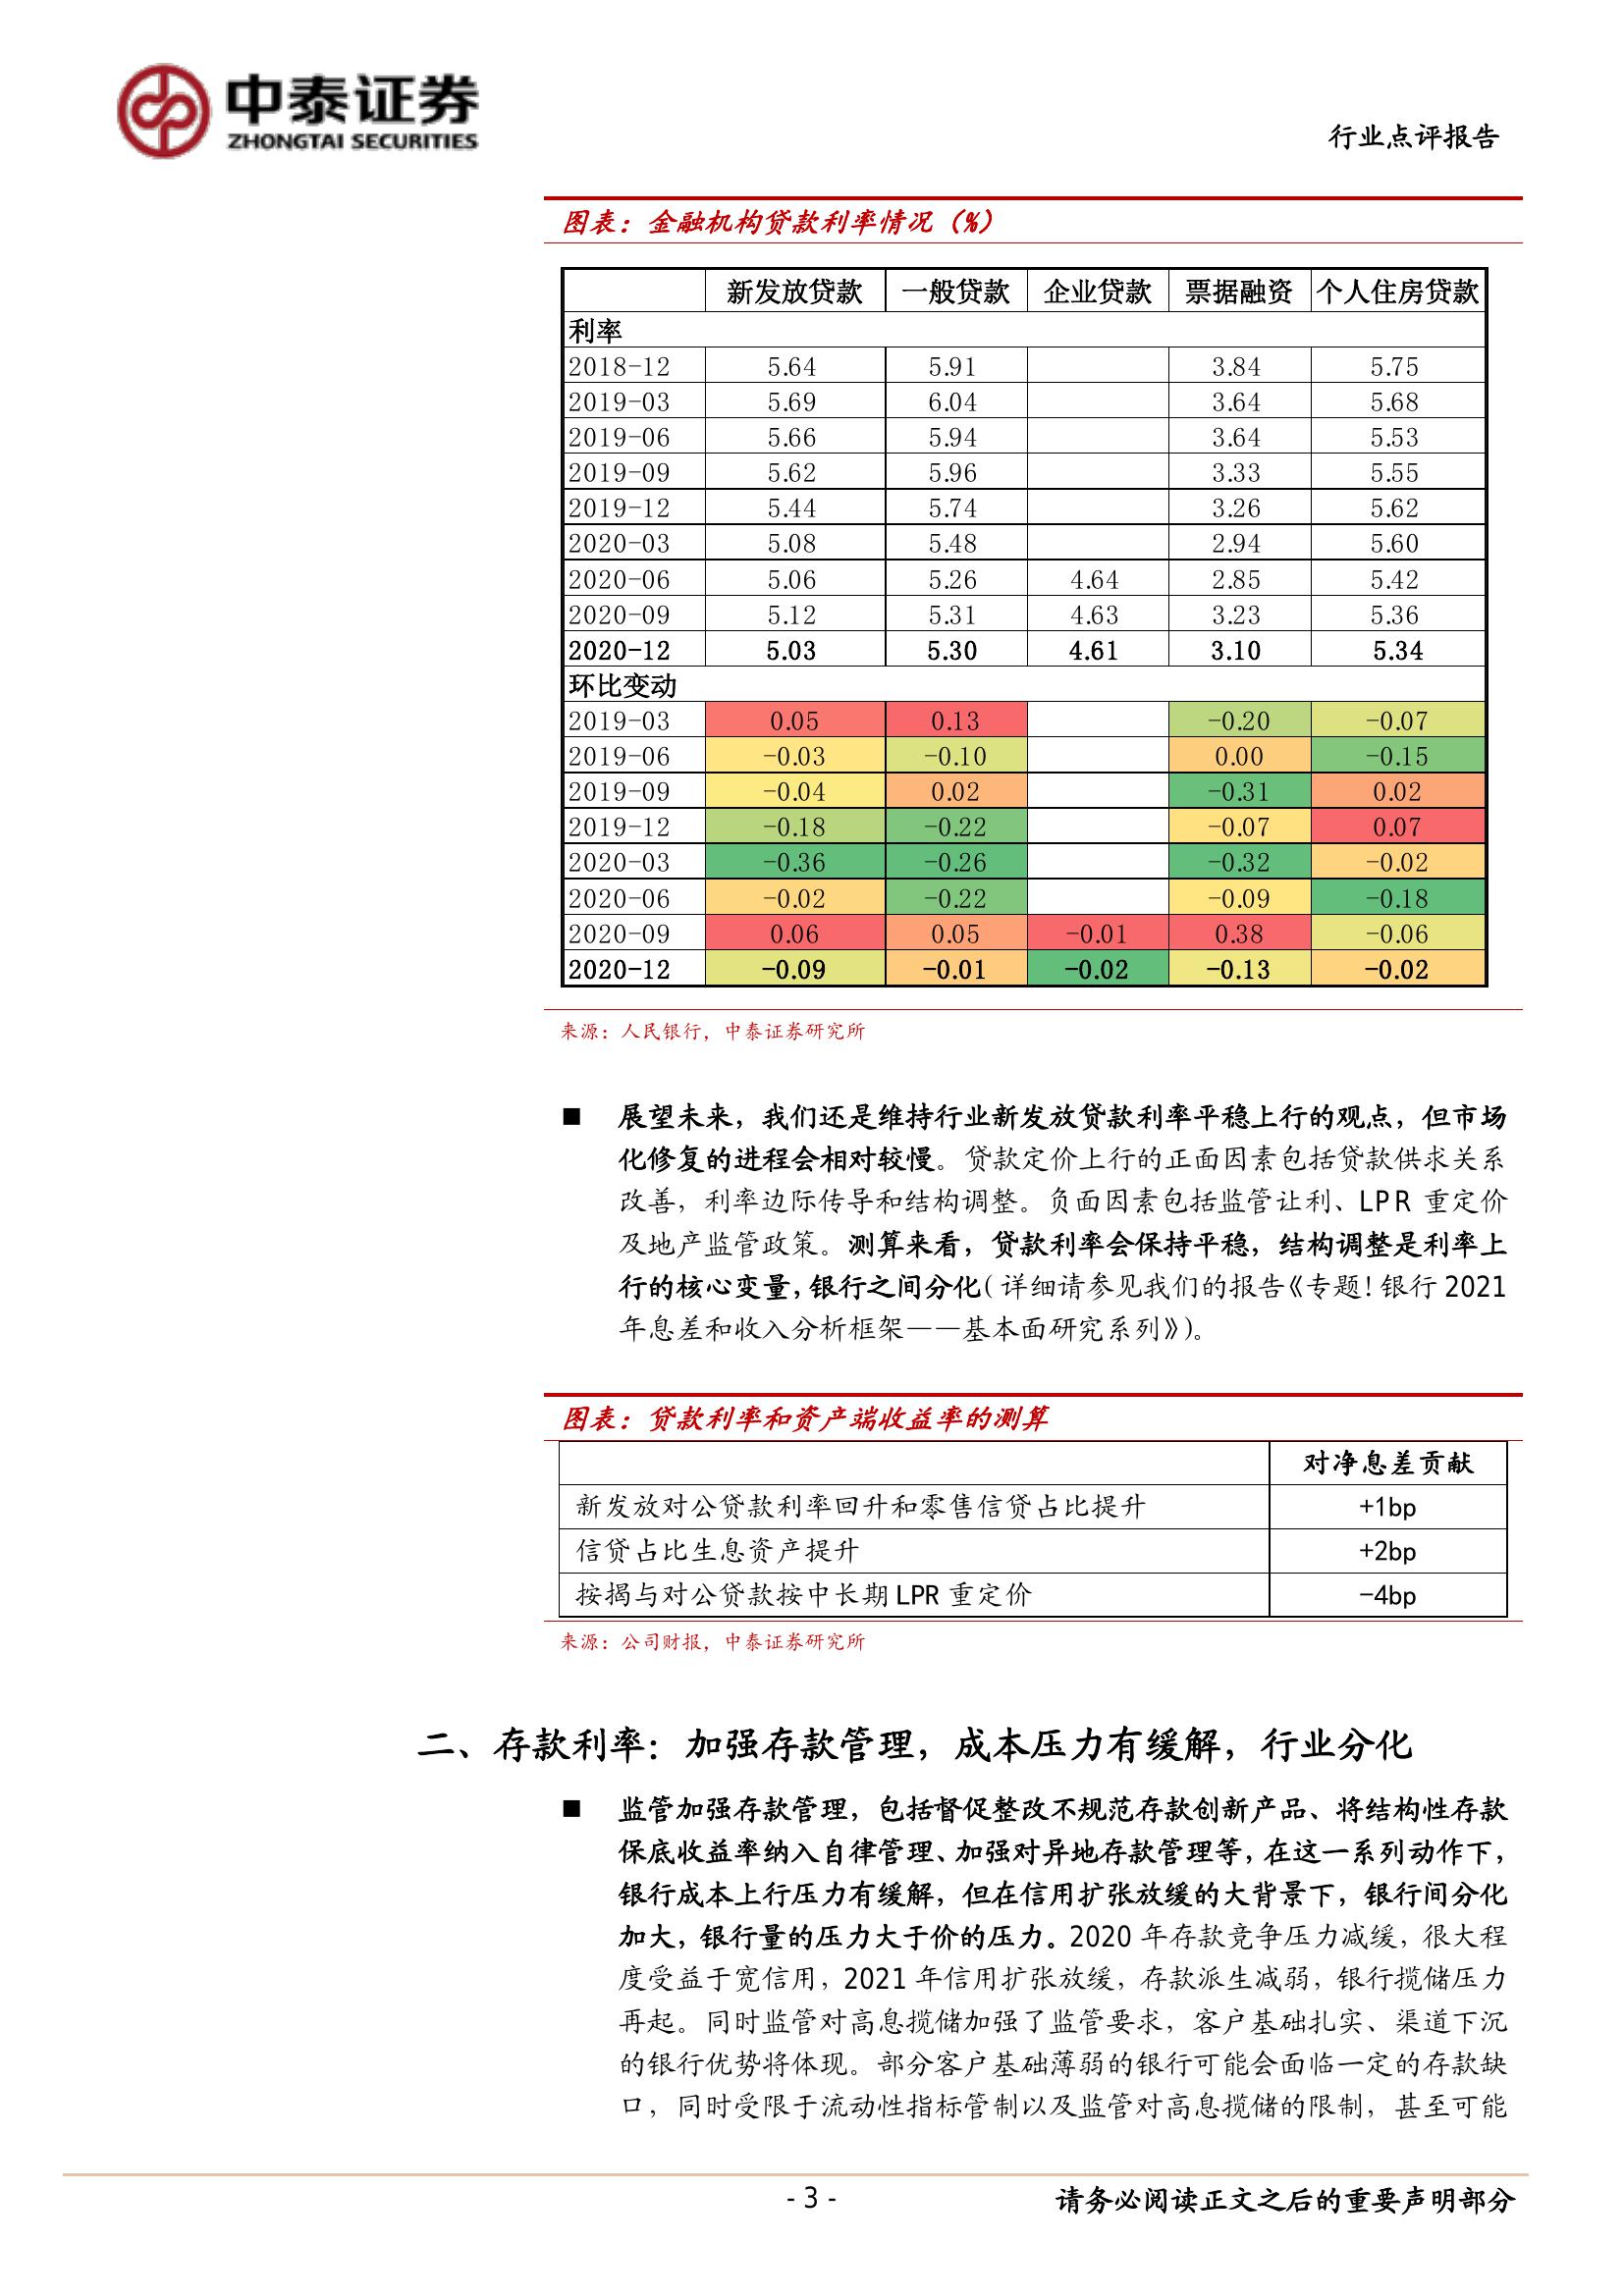 中泰证券
ZHONGTAI SECURITIES
行业点评报告
图表：金融机构贷款利率情况（%）
新发放贷款 一般贷款 企业贷款 票据融资 个人住房贷款
利率
2018-12 5.64 5.91 3.84 5.75
2019-03 5.69 6.04 3.64 5.68
2019-06 5.66 5.94 3.64 5.53
2019-09 5.62 5.96 3.33 5.55
2019-12 5.44 5.74 3.26 5.62
2020-03 5.08 5.48 2.94 5.60
2020-06 5.06 5.26 4.64 2.85 5.42
2020-09 5.12 5.31 4.63 3.23 5.36
2020-12 5.03 5.30 4.61 3.10 5.34
环比变动
2019-03 0.05 0.13 -0.20 -0.07
2019-06 -0.03 -0.10 0.00 -0.15
2019-09 -0.04 0.02 -0.31 0.02
2019-12 -0.18 -0.22 -0.07 0.07
2020-03 -0.36 -0.26 -0.32 -0.02
2020-06 -0.02 -0.22 -0.09 -0.18
2020-09 0.06 0.05 -0.01 0.38 -0.06
2020-12 -0.09 -0.01 -0.02 -0.13 -0.02
来源：人民银行，中泰证券研究所
■ 展望未来，我们还是维持行业新发放贷款利率平稳上行的观点，但市场
化修复的进程会相对较慢。贷款定价上行的正面因素包括贷款供求关系
改善，利率边际传导和结构调整。负面因素包括监管让利、LPR 重定价
及地产监管政策。测算来看，贷款利率会保持平稳，结构调整是利率上
行的核心变量，银行之间分化（详细请参见我们的报告《专题！银行 2021
年息差和收入分析框架——基本面研究系列》）。
图表：贷款利率和资产端收益率的测算
对净息差贡献
新发放对公贷款利率回升和零售信贷占比提升 +1bp
信贷占比生息资产提升 +2bp
按揭与对公贷款按中长期 LPR 重定价 -4bp
来源：公司财报，中泰证券研究所
二、存款利率：加强存款管理，成本压力有缓解，行业分化
■ 监管加强存款管理，包括督促整改不规范存款创新产品、将结构性存款
保底收益率纳入自律管理、加强对异地存款管理等，在这一系列动作下，
银行成本上行压力有缓解，但在信用扩张放缓的大背景下，银行间分化
加大，银行量的压力大于价的压力。2020 年存款竞争压力减缓，很大程
度受益于宽信用，2021 年信用扩张放缓，存款派生减弱，银行揽储压力
再起。同时监管对高息揽储加强了监管要求，客户基础扎实、渠道下沉
的银行优势将体现。部分客户基础薄弱的银行可能会面临一定的存款缺
口，同时受限于流动性指标管制以及监管对高息揽储的限制，甚至可能
- 3 -
请务必阅读正文之后的重要声明部分